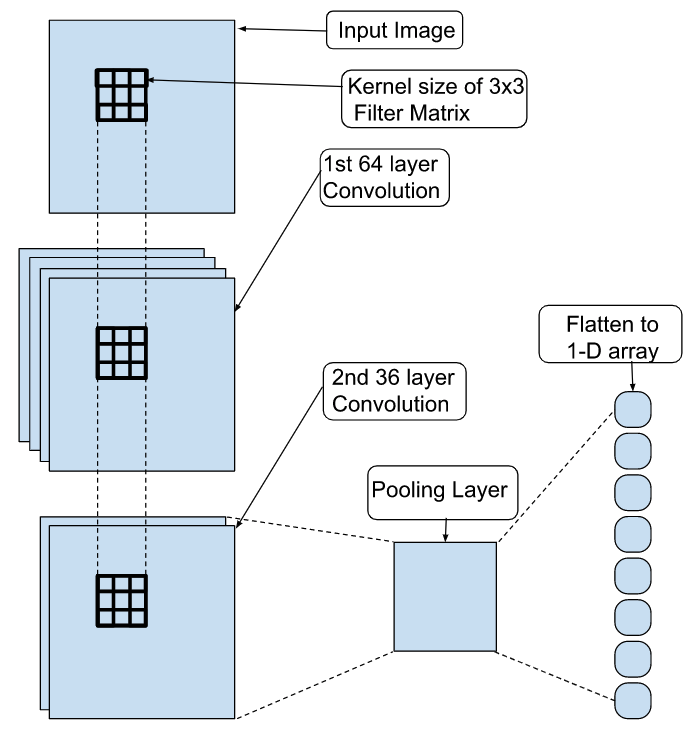 Input Image
Kernel size of 3x3
Filter Matrix
1st 64 layer
Convolution
2nd 36 layer
Convolution
Flatten to
1-D array
Pooling Layer